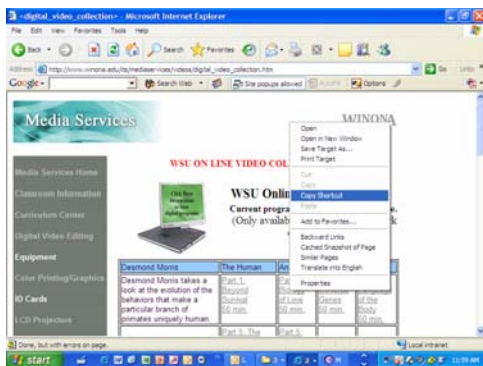 <digital_video_collection> - Microsoft Internet Explorer
File Edit View Favorites Tools Help
Back Search Favorites
Address http://www.winona.edu/its/mediaservices/videos/digital_video_collection.htm Go Links
Google Search Web Site popups allowed AutoFill Options
Media Services WINONA
WSU ON LINE VIDEO COL
Media Services Home
Classroom Information
Curriculum Center
Digital Video Editing
Equipment
Color Printing/Graphics
ID Cards
LCD Projectors
Click Here
WSU Onlin
Current progra
(Only availab
Open
Open in New Window
Save Target As...
Print Target
Cut
Copy
Copy Shortcut
Paste
Add to Favorites...
Backward Links
Cached Snapshot of Page
Similar Pages
Translate into English
Properties
Desmond Morris The Human
Desmond Morris takes a
look at the evolution of the
behaviors that make a
particular branch of
primates uniquely human.
Part 1:
Beyond
Survival
50 min.
of Love
50 min.
Genes
50 min.
of the
Body
50 min.
Part 3: The Part 5:
Done, but with errors on page. Local intranet
start 11:59 AM